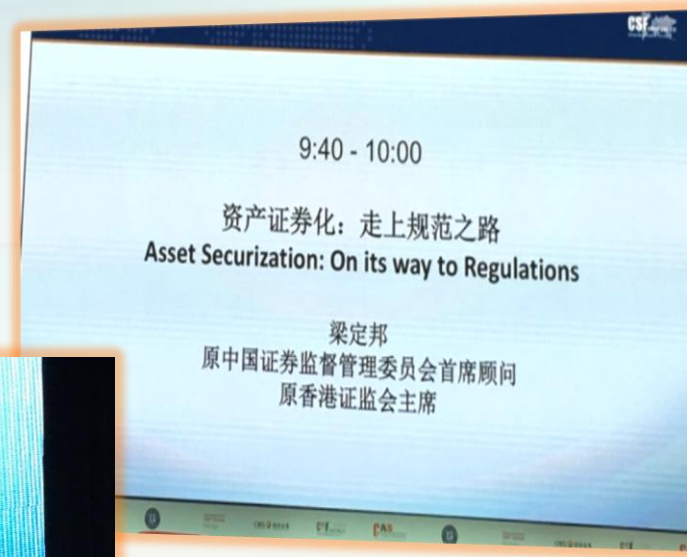 CSF
9:40 - 10:00
资产证券化：走上规范之路
Asset Securization: On its way to Regulations
梁定邦
原中国证券监督管理委员会首席顾问
原香港证监会主席